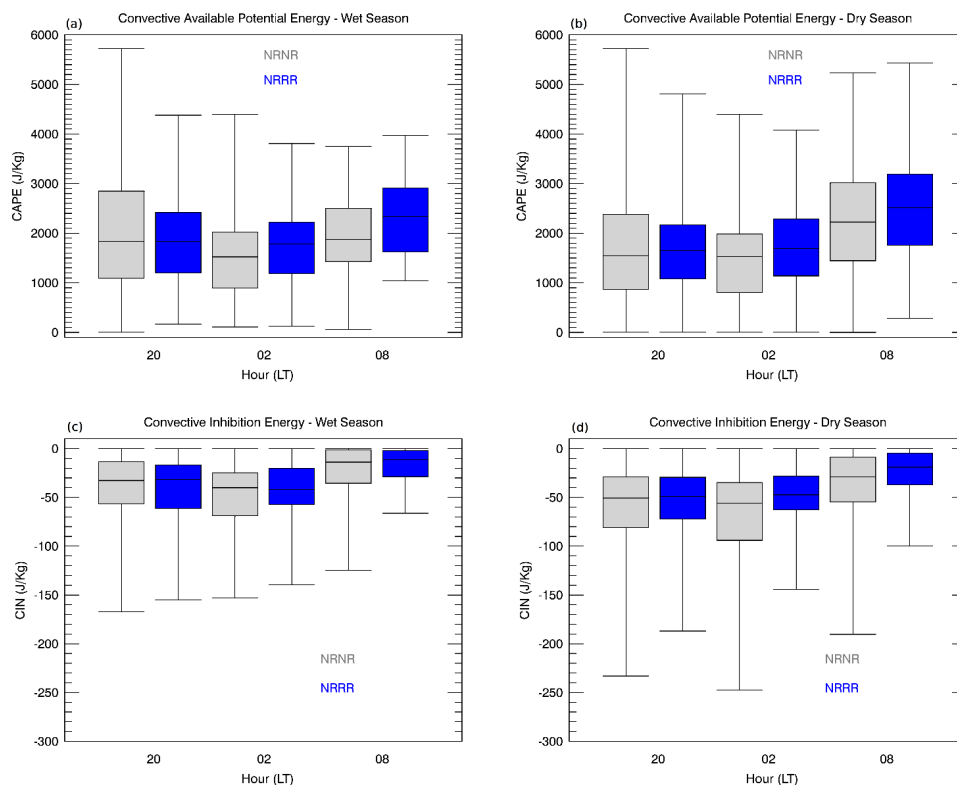 (a) Convective Available Potential Energy - Wet Season
6000
5000
4000
3000
2000
1000
0
CAPE (J/Kg)
NRNR
NRRR
20 02 08
Hour (LT)
(b) Convective Available Potential Energy - Dry Season
6000
5000
4000
3000
2000
1000
0
CAPE (J/Kg)
NRNR
NRRR
20 02 08
Hour (LT)
(c) Convective Inhibition Energy - Wet Season
0
-50
-100
-150
-200
-250
-300
CIN (J/Kg)
NRNR
NRRR
20 02 08
Hour (LT)
(d) Convective Inhibition Energy - Dry Season
0
-50
-100
-150
-200
-250
-300
CIN (J/Kg)
NRNR
NRRR
20 02 08
Hour (LT)